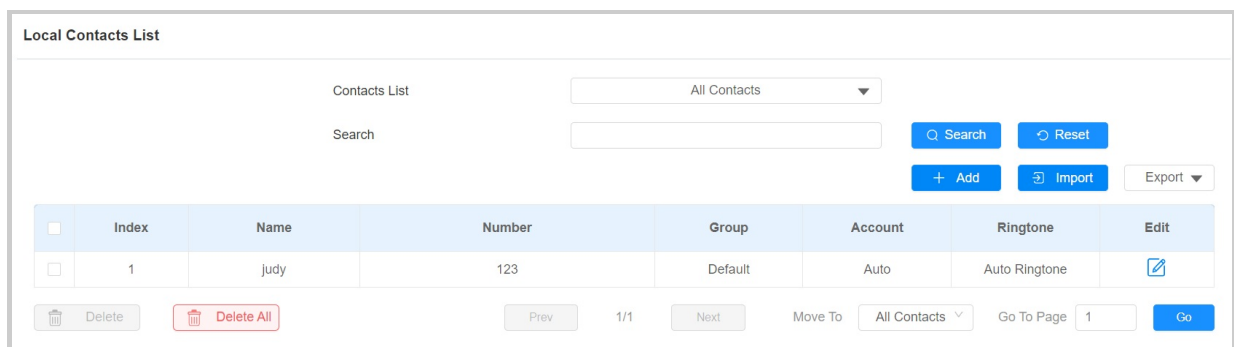 Local Contacts List
Contacts List All Contacts
Search Search Reset
Add Import Export
Index Name Number Group Account Ringtone Edit
1 judy 123 Default Auto Auto Ringtone
Delete Delete All Prev 1/1 Next Move To All Contacts Go To Page 1 Go